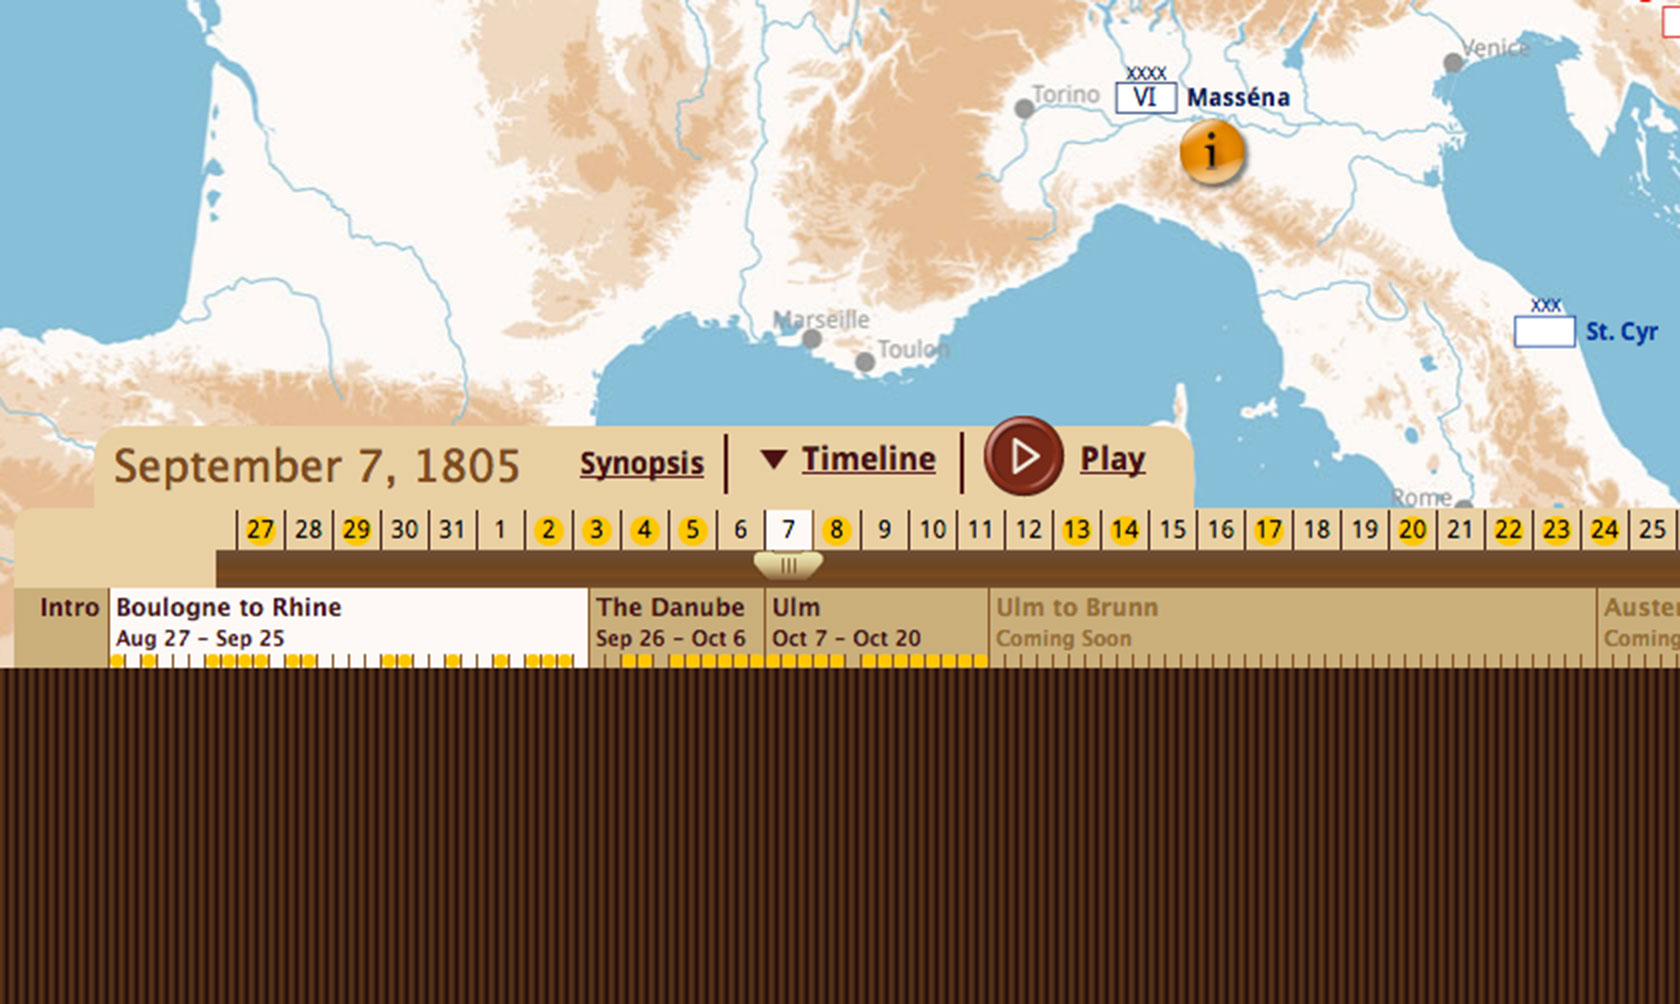 Venice
XXXX
Torino
VI
Masséna
i
XXX
St. Cyr
Marseille
Toulon
Rome
September 7, 1805
Synopsis
Timeline
Play
27 28 29 30 31 1 2 3 4 5 6 7 8 9 10 11 12 13 14 15 16 17 18 19 20 21 22 23 24 25
Intro
Boulogne to Rhine
Aug 27 - Sep 25
The Danube
Sep 26 - Oct 6
Ulm
Oct 7 - Oct 20
Ulm to Brunn
Coming Soon
Auster
Coming